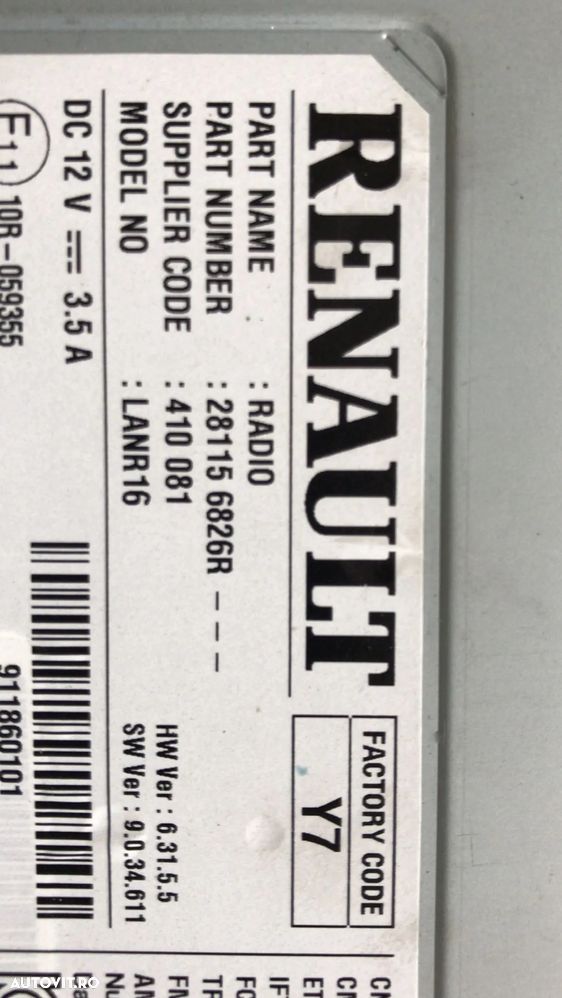 RENAULT
FACTORY CODE
Y7
PART NAME : RADIO
PART NUMBER : 28115 6826R - - -
SUPPLIER CODE : 410 081
MODEL NO : LANR16
HW Ver : 6.31.5.5
SW Ver : 9.0.34.611
DC 12 V ⎓ 3.5 A
E11 10R-059355
911860101
AUTOVIT.RO